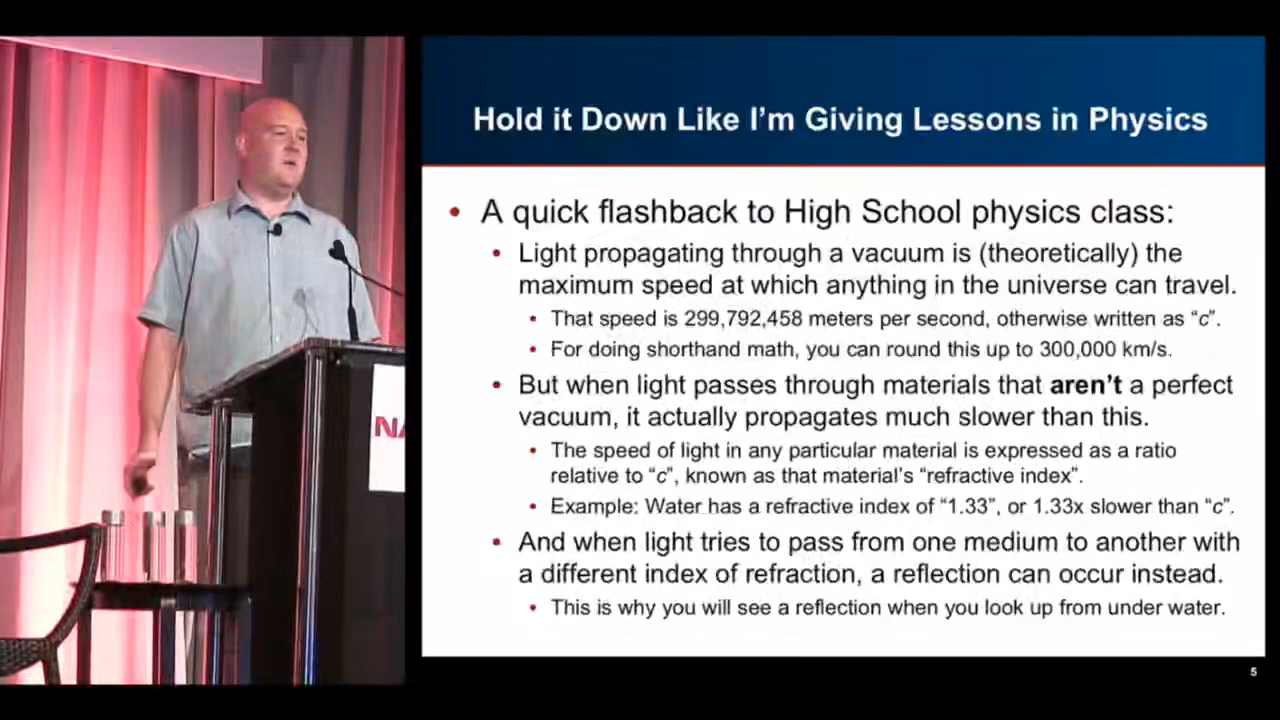 Hold it Down Like I'm Giving Lessons in Physics
• A quick flashback to High School physics class:
• Light propagating through a vacuum is (theoretically) the
maximum speed at which anything in the universe can travel.
• That speed is 299,792,458 meters per second, otherwise written as “c”.
• For doing shorthand math, you can round this up to 300,000 km/s.
• But when light passes through materials that aren't a perfect
vacuum, it actually propagates much slower than this.
• The speed of light in any particular material is expressed as a ratio
relative to “c”, known as that material's “refractive index”.
• Example: Water has a refractive index of “1.33”, or 1.33x slower than “c”.
• And when light tries to pass from one medium to another with
a different index of refraction, a reflection can occur instead.
• This is why you will see a reflection when you look up from under water.
5